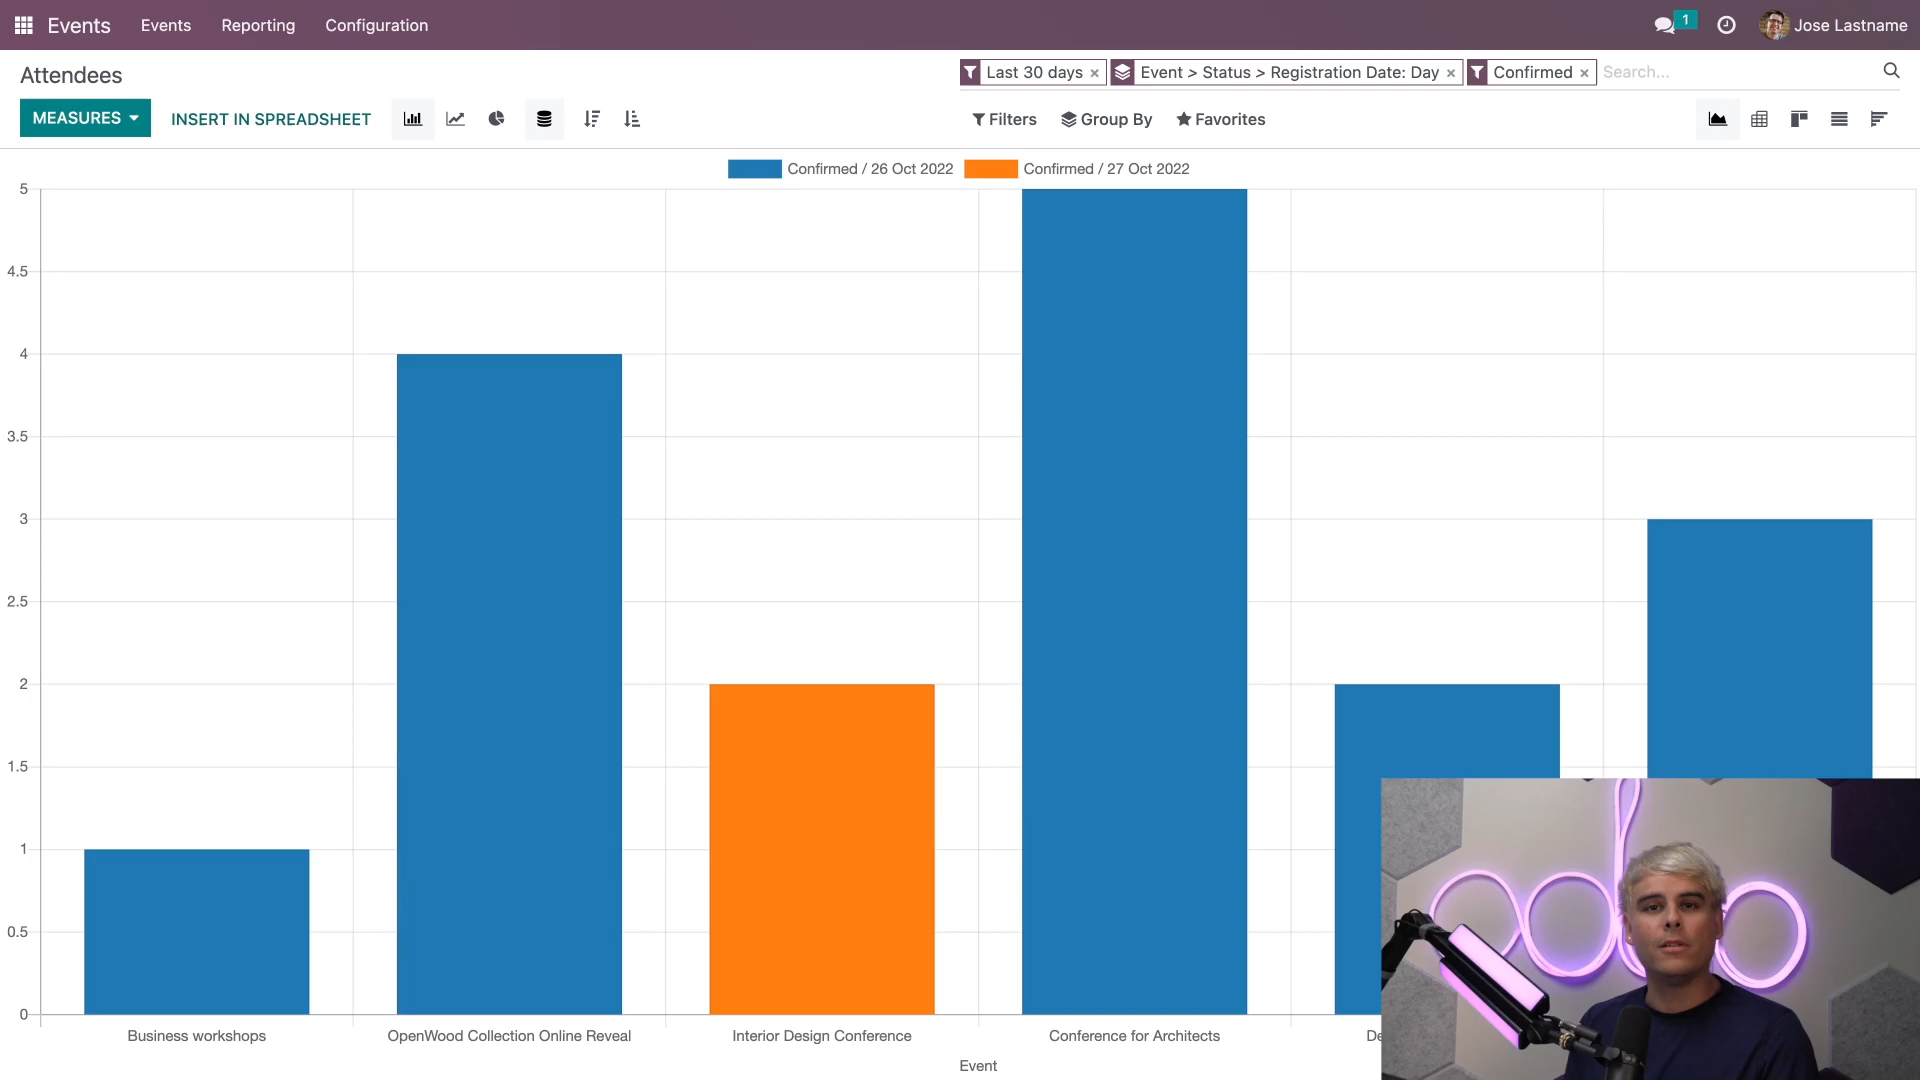 Events Events Reporting Configuration 1 Jose Lastname
Attendees Last 30 days × Event > Status > Registration Date: Day × Confirmed × Search...
MEASURES INSERT IN SPREADSHEET Filters Group By Favorites
Confirmed / 26 Oct 2022 Confirmed / 27 Oct 2022
5
4.5
4
3.5
3
2.5
2
1.5
1
0.5
0
Business workshops OpenWood Collection Online Reveal Interior Design Conference Conference for Architects
Event
odoo